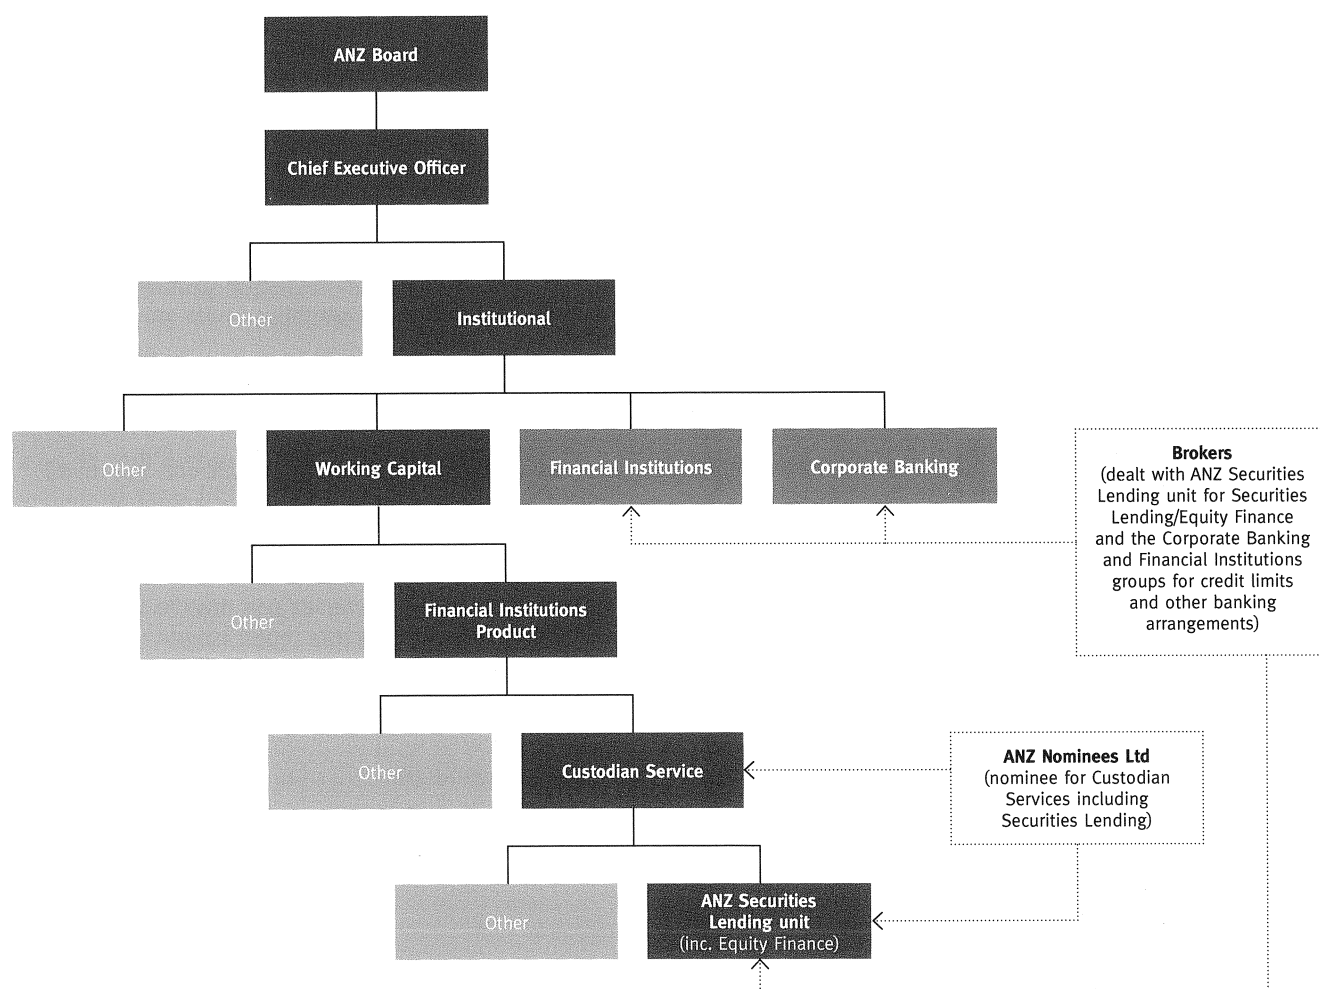 ANZ Board
Chief Executive Officer
Other
Institutional
Other
Working Capital
Financial Institutions
Corporate Banking
Brokers
(dealt with ANZ Securities
Lending unit for Securities
Lending/Equity Finance
and the Corporate Banking
and Financial Institutions
groups for credit limits
and other banking
arrangements)
Other
Financial Institutions
Product
Other
Custodian Service
ANZ Nominees Ltd
(nominee for Custodian
Services including
Securities Lending)
Other
ANZ Securities
Lending unit
(inc. Equity Finance)